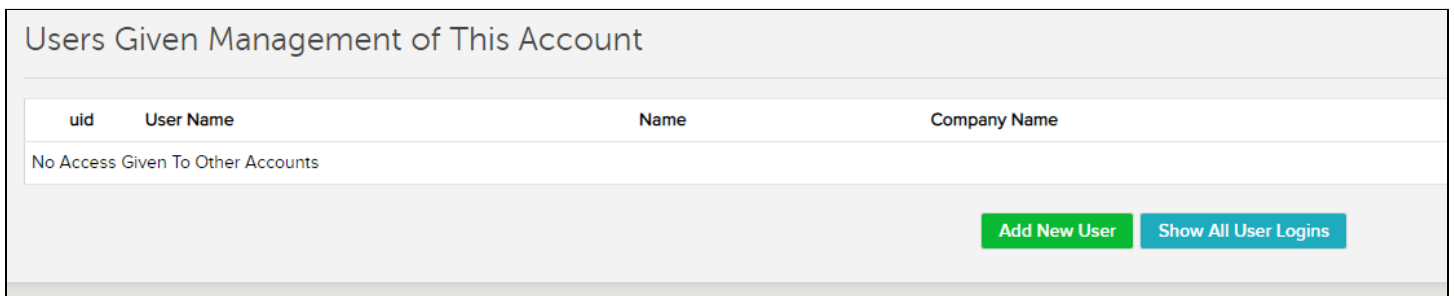 Users Given Management of This Account
uid User Name Name Company Name
No Access Given To Other Accounts
Add New User Show All User Logins